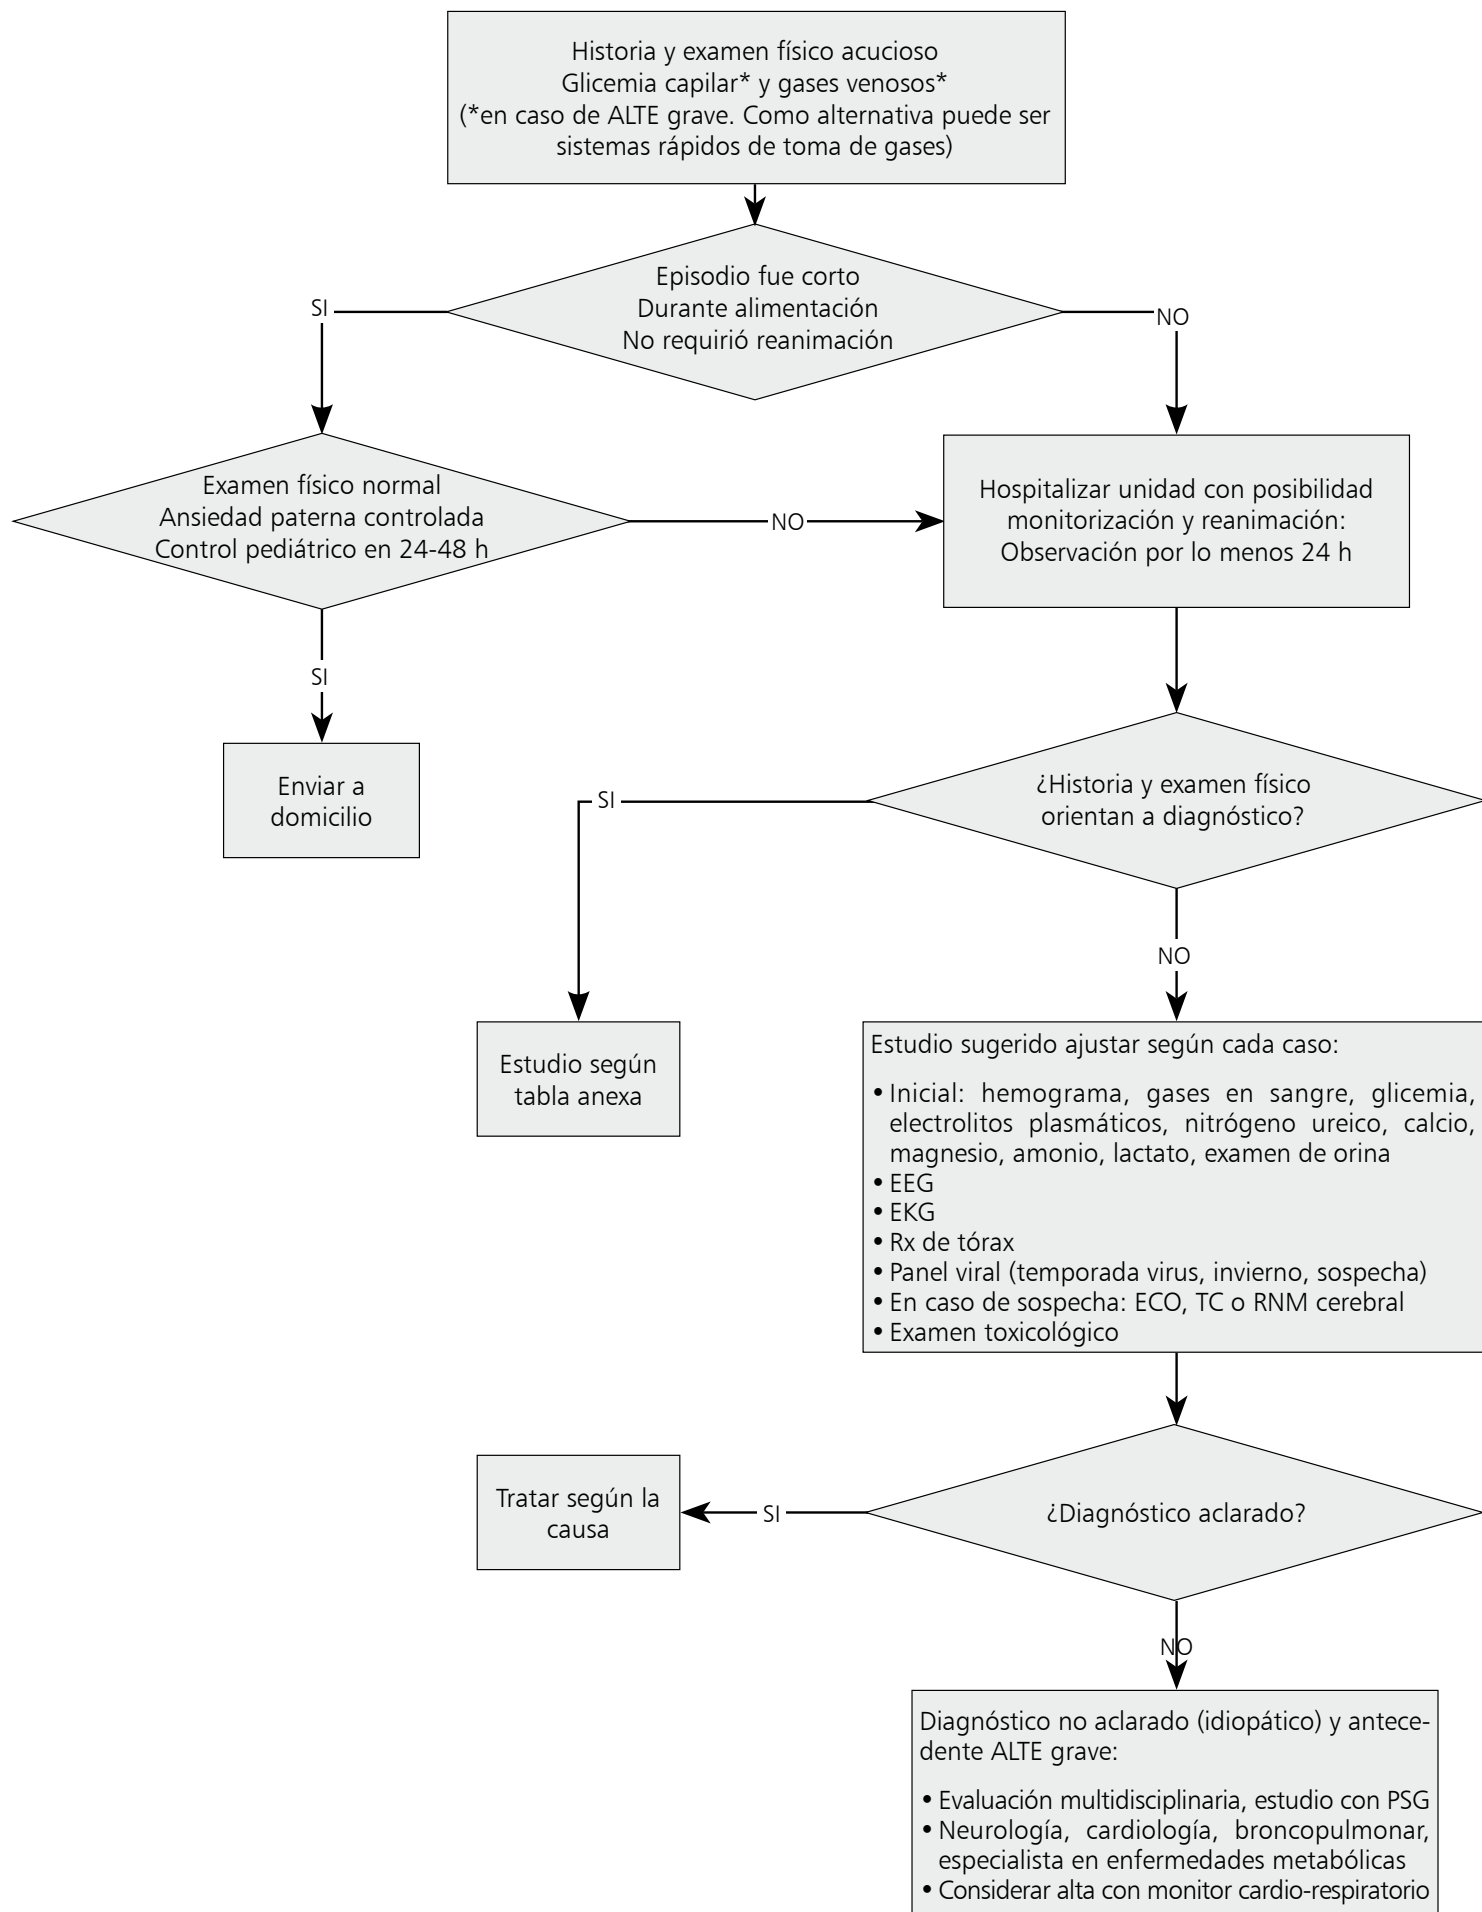 Historia y examen físico acucioso
Glicemia capilar* y gases venosos*
(*en caso de ALTE grave. Como alternativa puede ser
sistemas rápidos de toma de gases)
Episodio fue corto
Durante alimentación
No requirió reanimación
SI
NO
Examen físico normal
Ansiedad paterna controlada
Control pediátrico en 24-48 h
NO
Hospitalizar unidad con posibilidad
monitorización y reanimación:
Observación por lo menos 24 h
SI
Enviar a
domicilio
¿Historia y examen físico
orientan a diagnóstico?
SI
NO
Estudio según
tabla anexa
Estudio sugerido ajustar según cada caso:
• Inicial: hemograma, gases en sangre, glicemia,
electrolitos plasmáticos, nitrógeno ureico, calcio,
magnesio, amonio, lactato, examen de orina
• EEG
• EKG
• Rx de tórax
• Panel viral (temporada virus, invierno, sospecha)
• En caso de sospecha: ECO, TC o RNM cerebral
• Examen toxicológico
¿Diagnóstico aclarado?
SI
Tratar según la
causa
NO
Diagnóstico no aclarado (idiopático) y antece-
dente ALTE grave:
• Evaluación multidisciplinaria, estudio con PSG
• Neurología, cardiología, broncopulmonar,
especialista en enfermedades metabólicas
• Considerar alta con monitor cardio-respiratorio